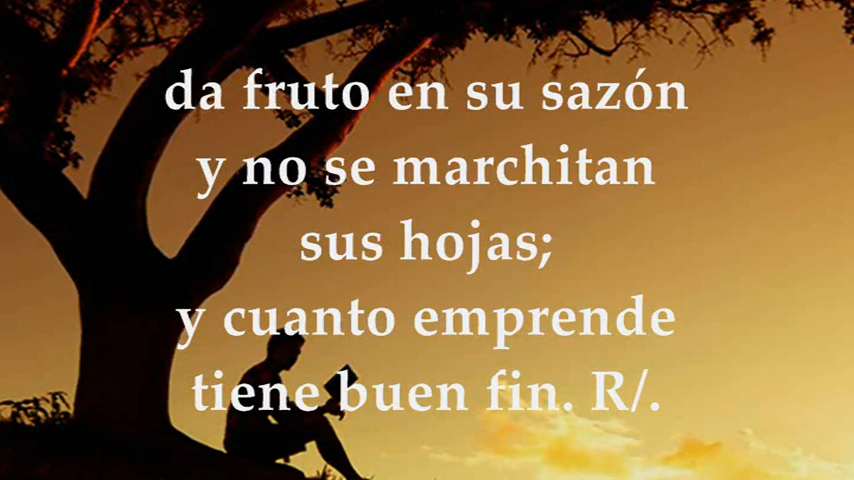 da fruto en su sazón
y no se marchitan
sus hojas;
y cuanto emprende
tiene buen fin. R/.